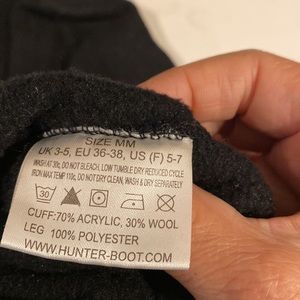 SIZE MM
UK 3-5, EU 36-38, US (F) 5-7
WASH AT 30c, DO NOT BLEACH, LOW TUMBLE DRY REDUCED CYCLE
IRON MAX TEMP 110c, DO NOT DRY CLEAN, WASH & DRY SEPARATELY
30
CUFF:70% ACRYLIC, 30% WOOL
LEG 100% POLYESTER
WWW.HUNTER-BOOT.COM